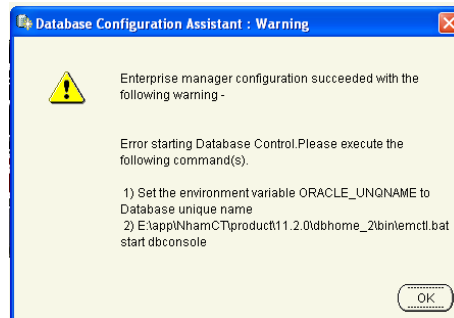 Database Configuration Assistant : Warning
Enterprise manager configuration succeeded with the
following warning -
Error starting Database Control.Please execute the
following command(s).
1) Set the environment variable ORACLE_UNQNAME to
Database unique name
2) E:\app\NhamCT\product\11.2.0\dbhome_2\bin\emctl.bat
start dbconsole
OK